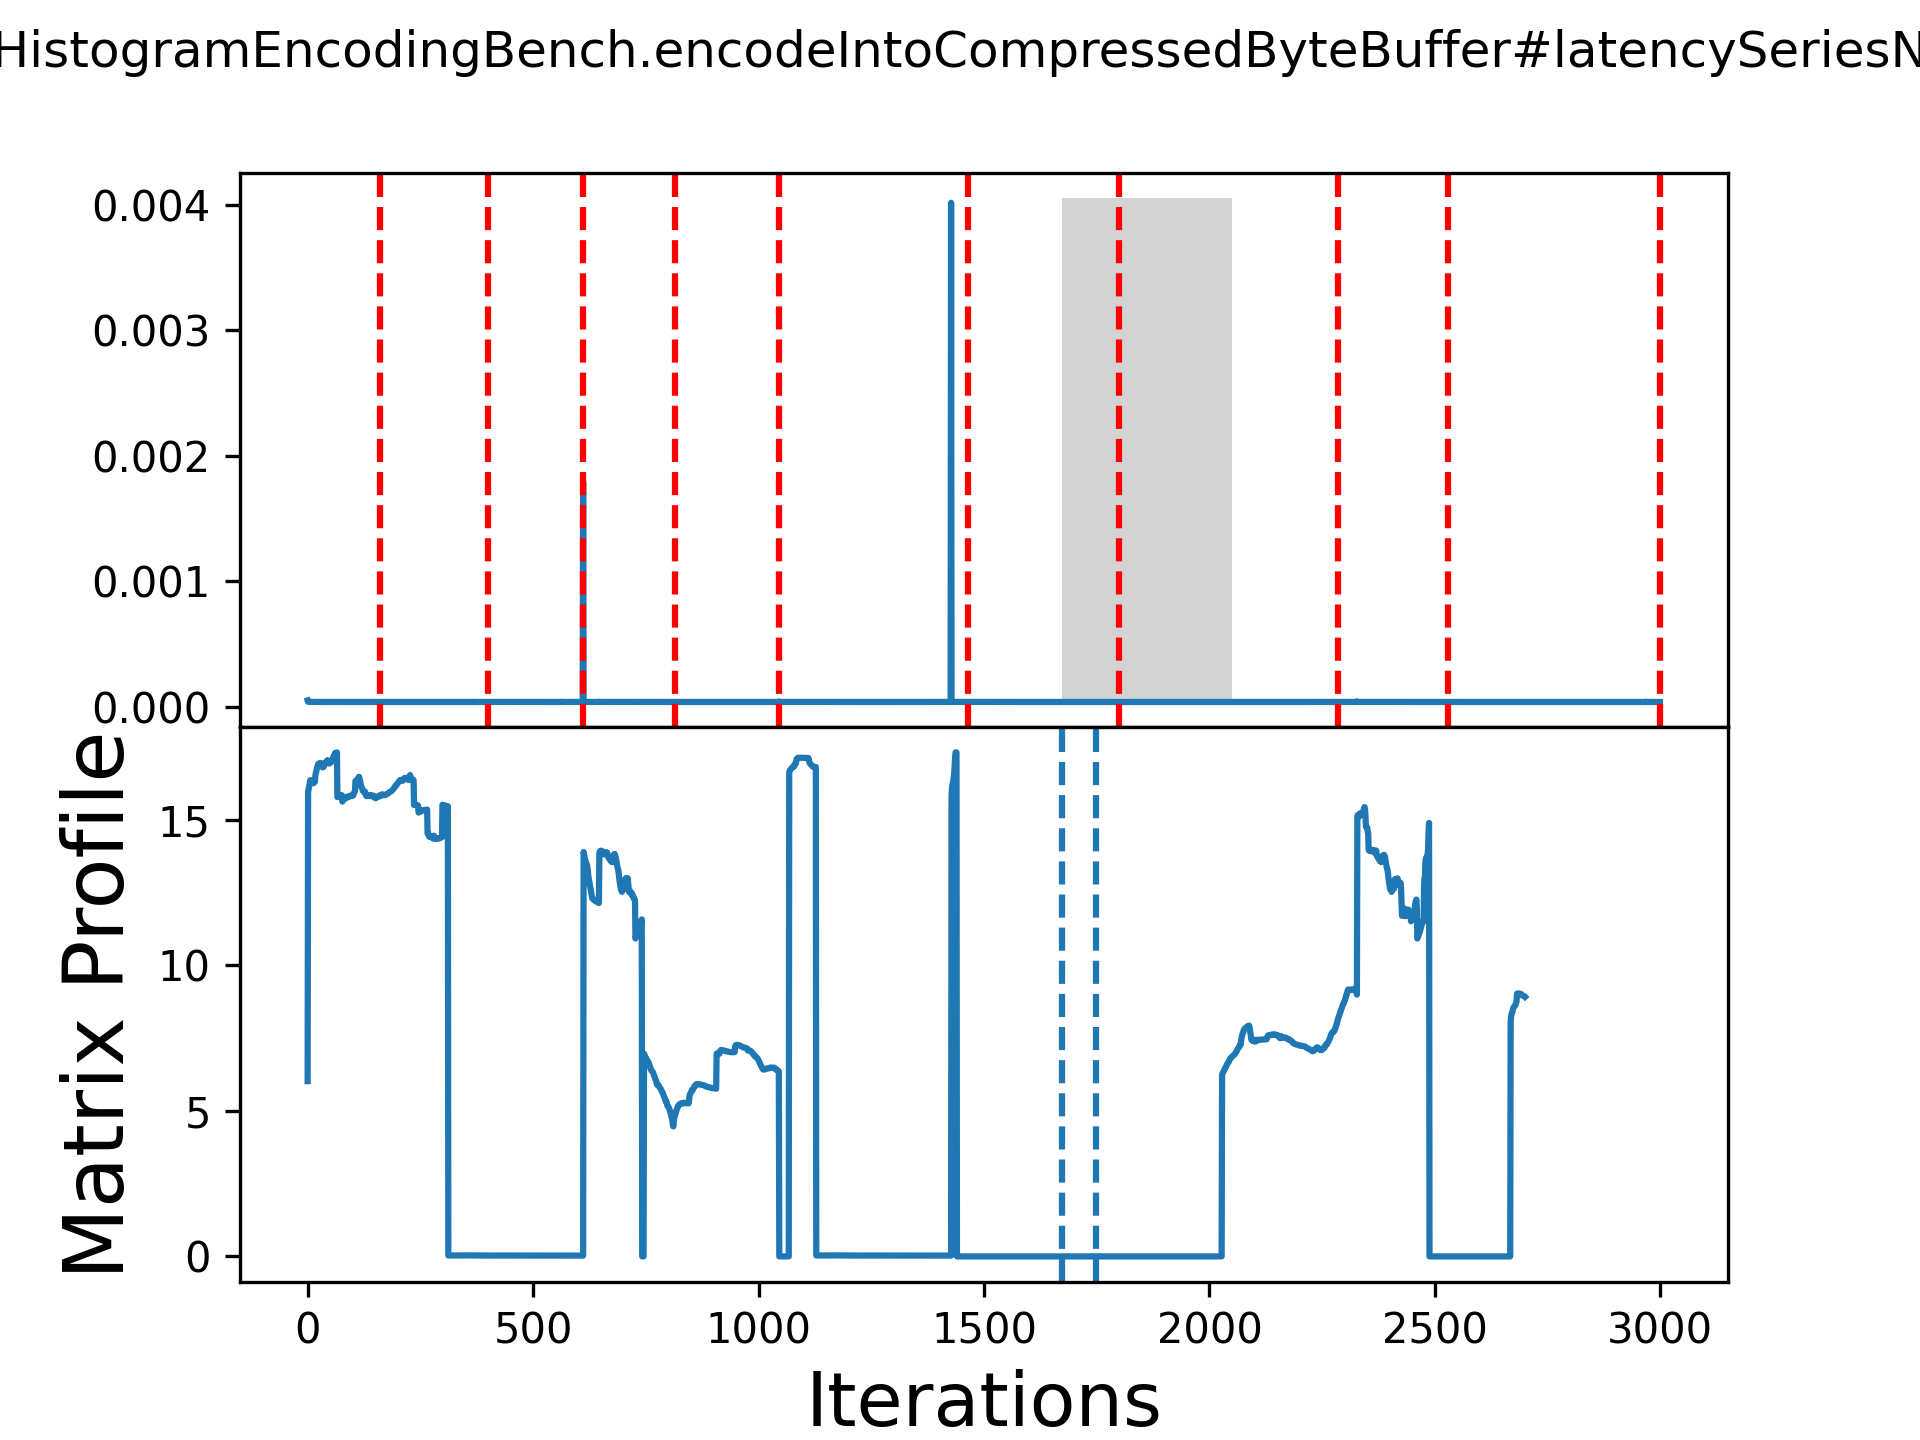 HistogramEncodingBench.encodeIntoCompressedByteBuffer#latencySeriesN
0.004
0.003
0.002
0.001
0.000
Matrix Profile
15
10
5
0
0 500 1000 1500 2000 2500 3000
Iterations